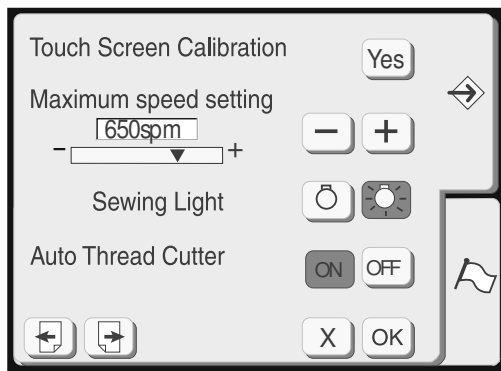 Touch Screen Calibration Yes
Maximum speed setting
650spm
- + − +
Sewing Light
Auto Thread Cutter ON OFF
X OK